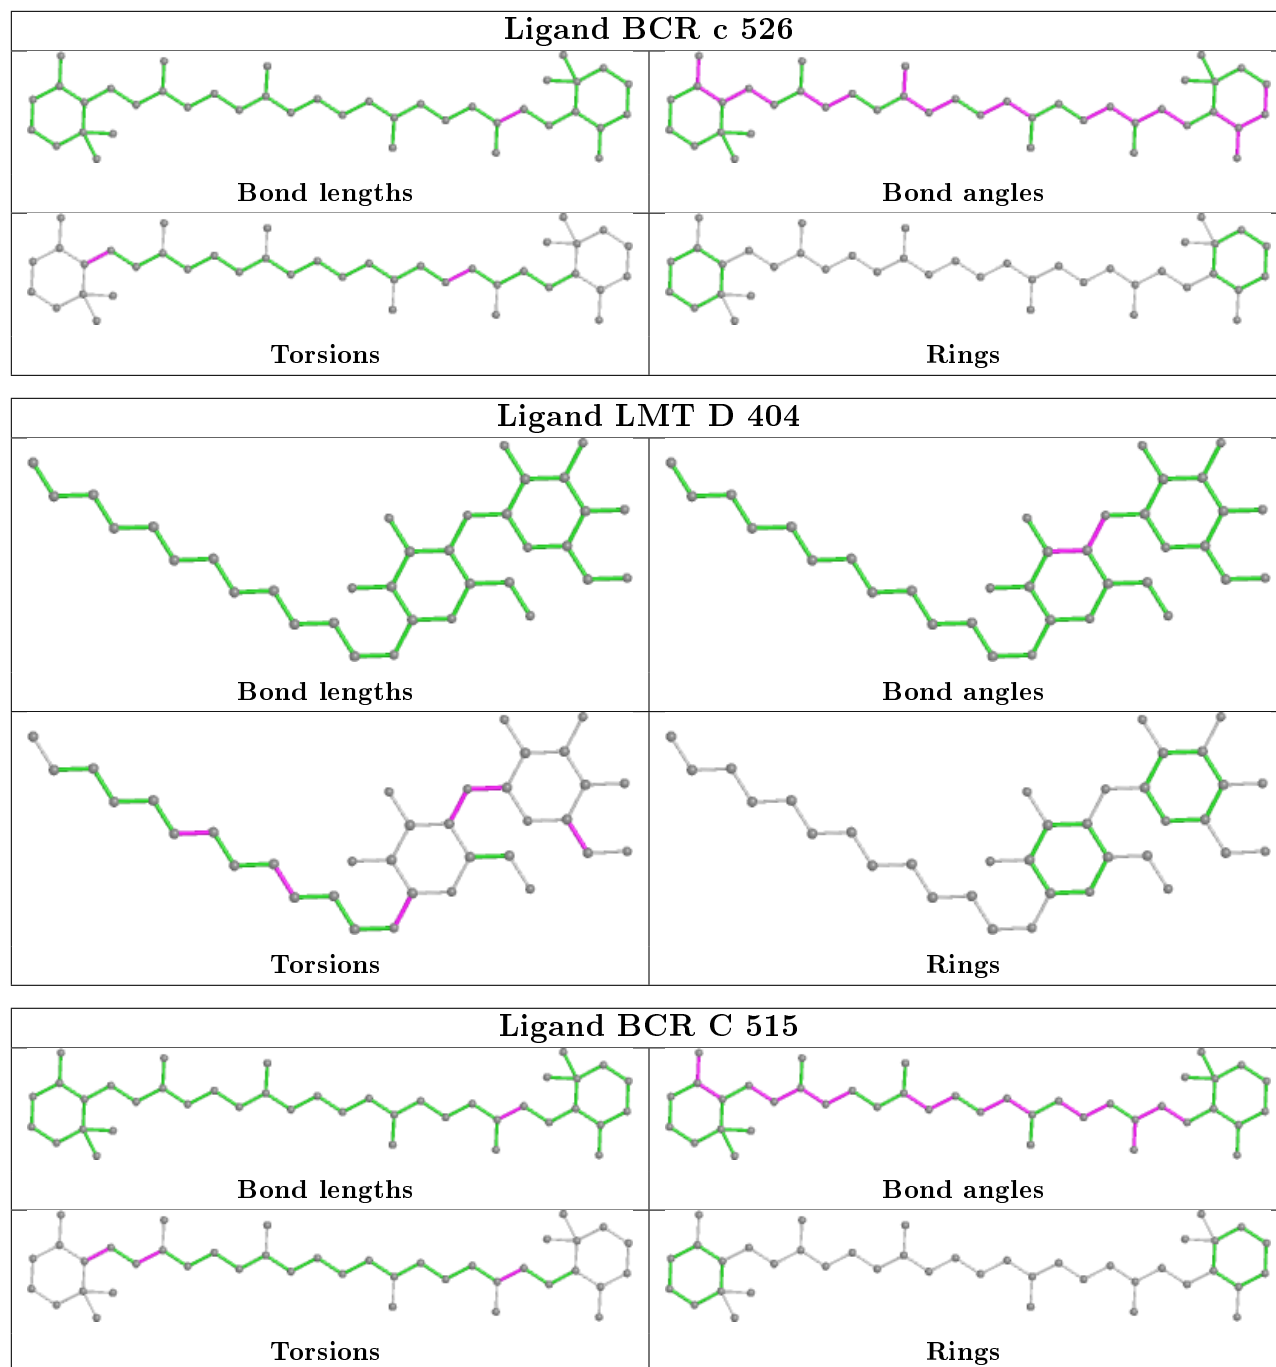 Ligand BCR c 526
Bond lengths
Bond angles
Torsions
Rings
Ligand LMT D 404
Bond lengths
Bond angles
Torsions
Rings
Ligand BCR C 515
Bond lengths
Bond angles
Torsions
Rings